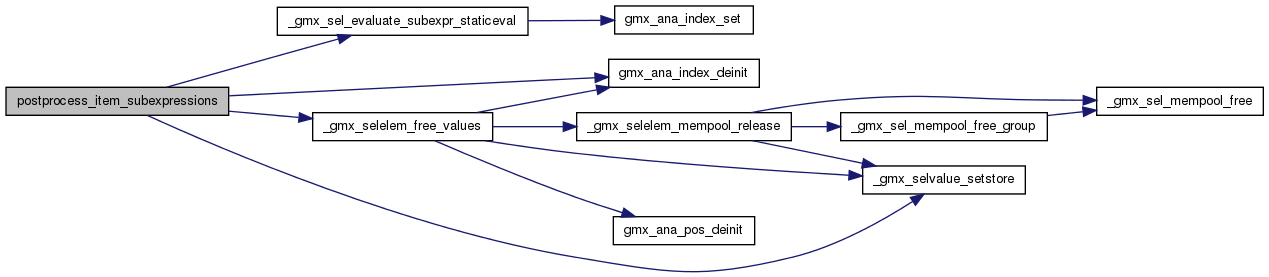 postprocess_item_subexpressions
_gmx_sel_evaluate_subexpr_staticeval
gmx_ana_index_set
gmx_ana_index_deinit
_gmx_selelem_free_values
_gmx_selelem_mempool_release
_gmx_sel_mempool_free_group
_gmx_sel_mempool_free
_gmx_selvalue_setstore
gmx_ana_pos_deinit